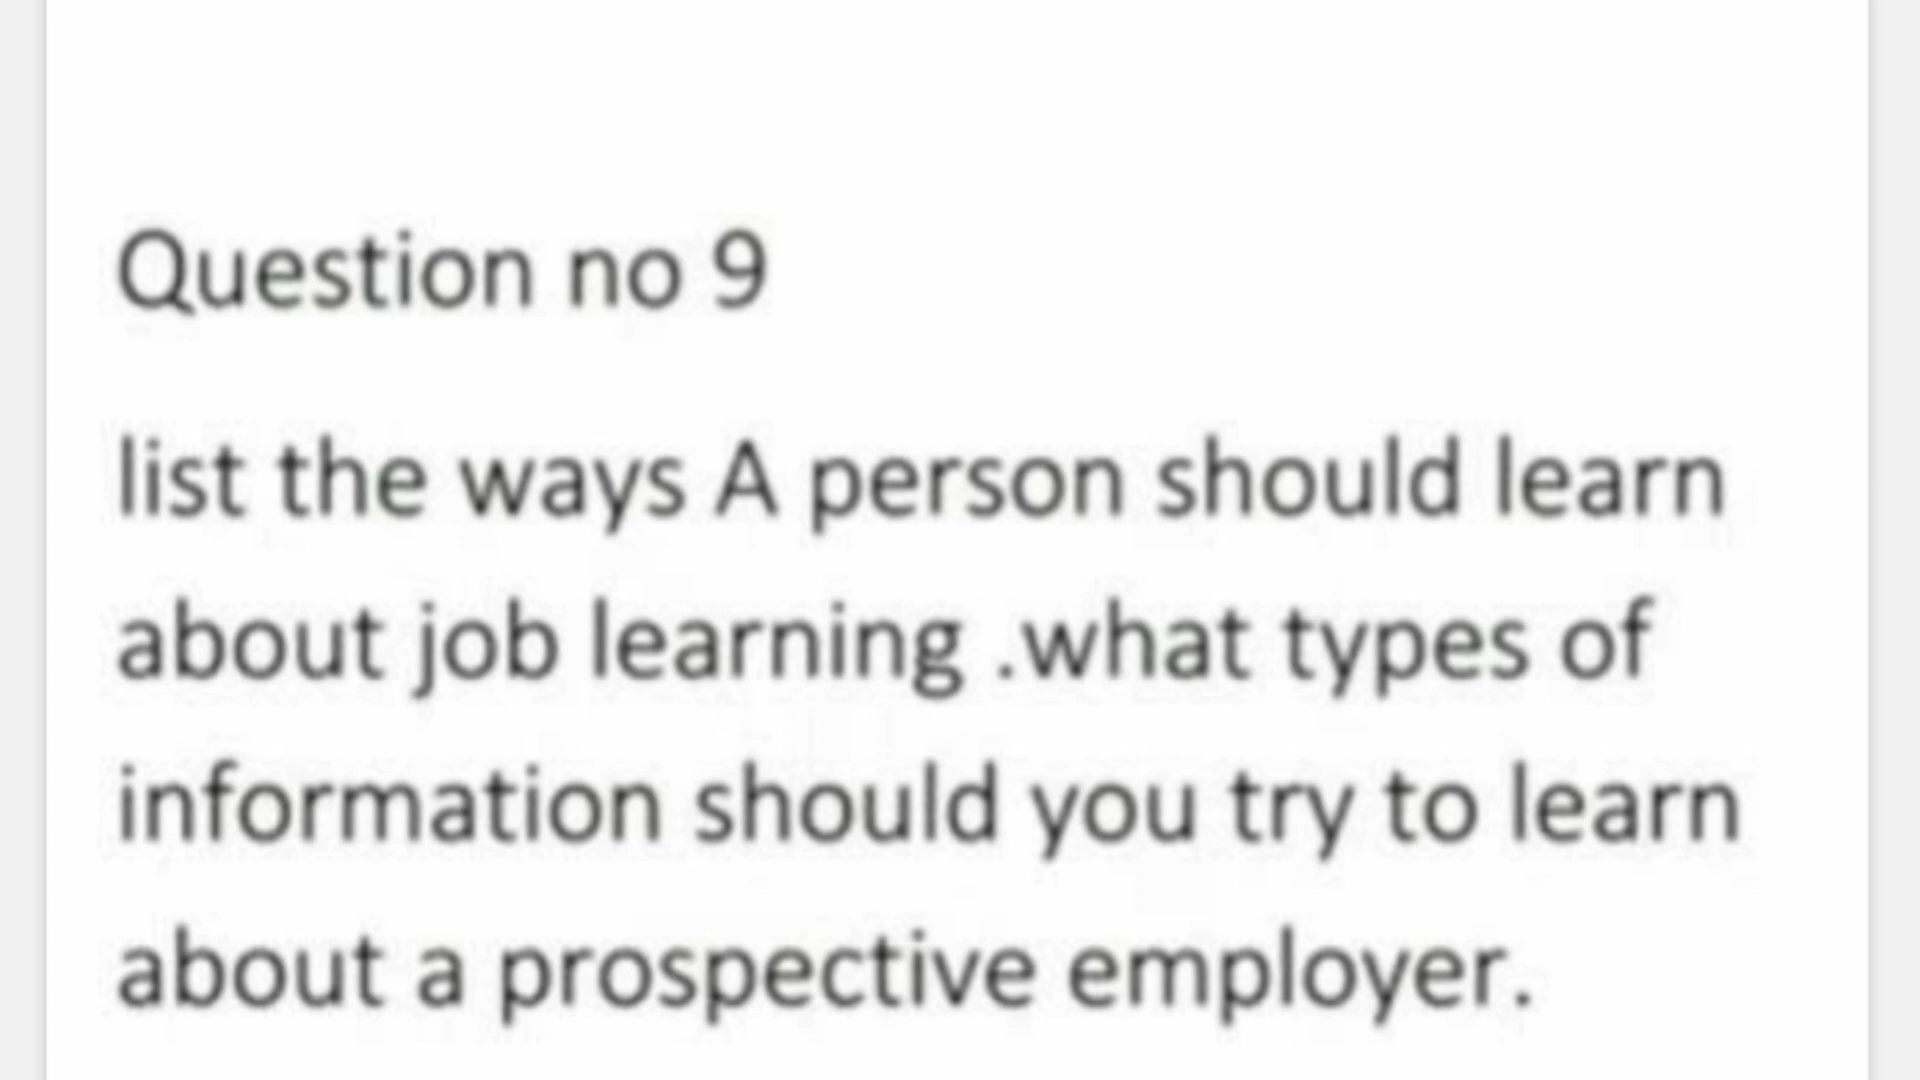 Question no 9
list the ways A person should learn
about job learning .what types of
information should you try to learn
about a prospective employer.